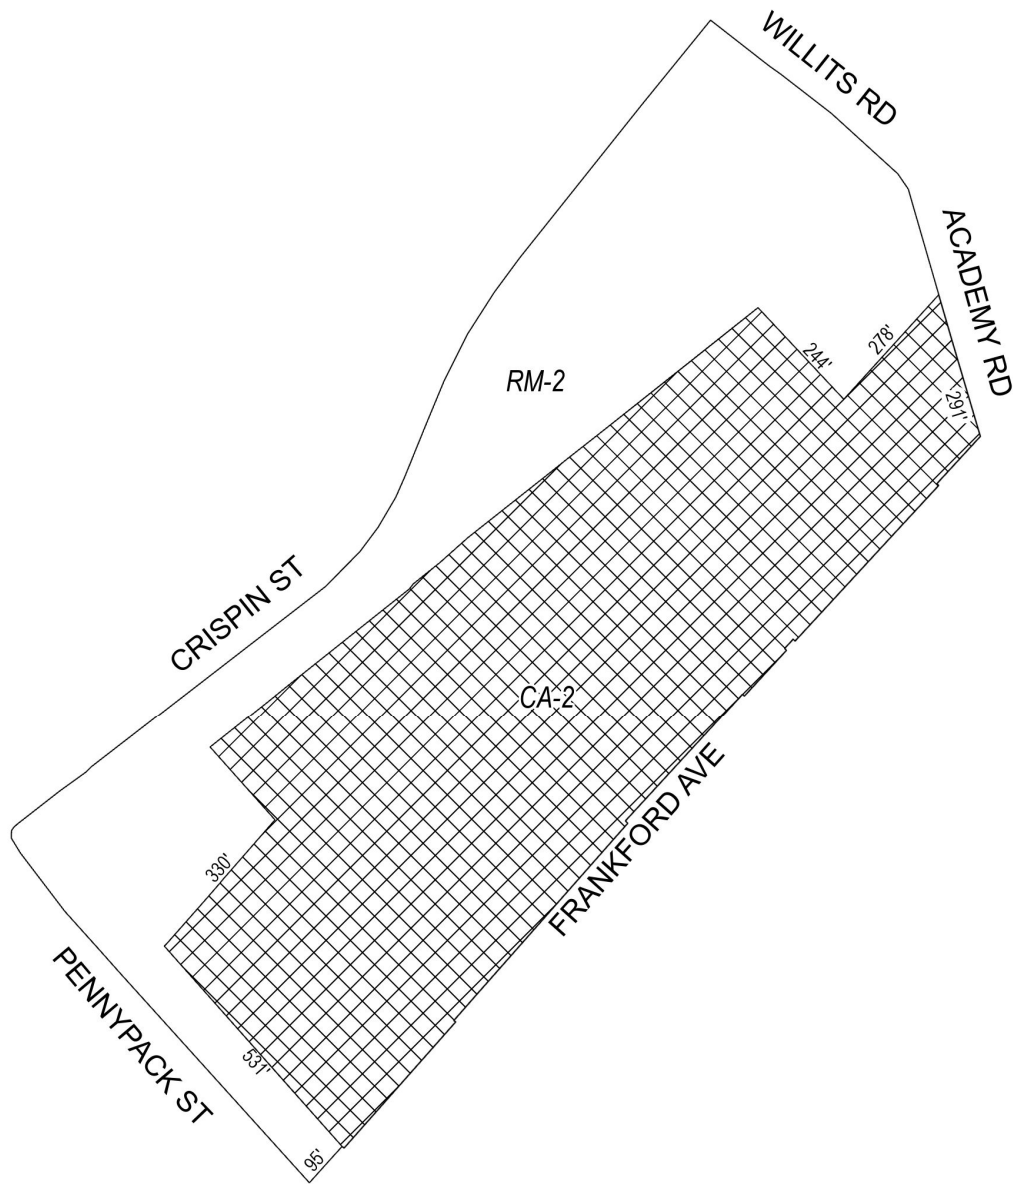 WILLITS RD
ACADEMY RD
278'
244'
RM-2
291'
CRISPIN ST
CA-2
FRANKFORD AVE
330'
PENNYPACK ST
531'
95'